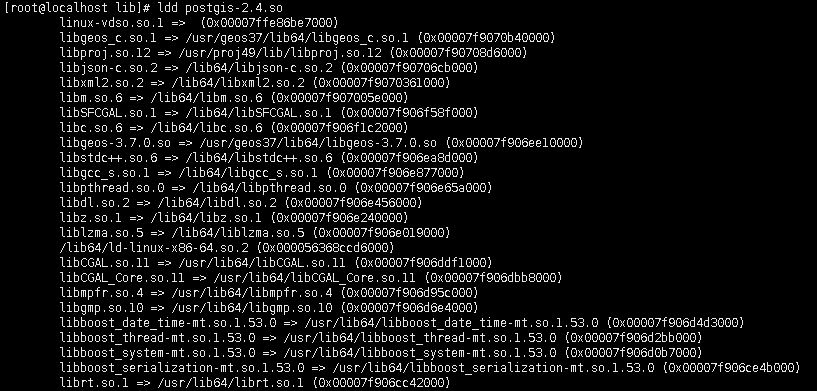 [root@localhost lib]# ldd postgis-2.4.so
linux-vdso.so.1 =>  (0x00007ffe86be7000)
libgeos_c.so.1 => /usr/geos37/lib64/libgeos_c.so.1 (0x00007f9070b40000)
libproj.so.12 => /usr/proj49/lib/libproj.so.12 (0x00007f90708d6000)
libjson-c.so.2 => /lib64/libjson-c.so.2 (0x00007f90706cb000)
libxml2.so.2 => /lib64/libxml2.so.2 (0x00007f9070361000)
libm.so.6 => /lib64/libm.so.6 (0x00007f907005e000)
libSFCGAL.so.1 => /lib64/libSFCGAL.so.1 (0x00007f906f58f000)
libc.so.6 => /lib64/libc.so.6 (0x00007f906f1c2000)
libgeos-3.7.0.so => /usr/geos37/lib64/libgeos-3.7.0.so (0x00007f906ee10000)
libstdc++.so.6 => /lib64/libstdc++.so.6 (0x00007f906ea8d000)
libgcc_s.so.1 => /lib64/libgcc_s.so.1 (0x00007f906e877000)
libpthread.so.0 => /lib64/libpthread.so.0 (0x00007f906e65a000)
libdl.so.2 => /lib64/libdl.so.2 (0x00007f906e456000)
libz.so.1 => /lib64/libz.so.1 (0x00007f906e240000)
liblzma.so.5 => /lib64/liblzma.so.5 (0x00007f906e019000)
/lib64/ld-linux-x86-64.so.2 (0x000056368ccd6000)
libCGAL.so.11 => /usr/lib64/libCGAL.so.11 (0x00007f906ddf1000)
libCGAL_Core.so.11 => /usr/lib64/libCGAL_Core.so.11 (0x00007f906dbb8000)
libmpfr.so.4 => /usr/lib64/libmpfr.so.4 (0x00007f906d95c000)
libgmp.so.10 => /usr/lib64/libgmp.so.10 (0x00007f906d6e4000)
libboost_date_time-mt.so.1.53.0 => /usr/lib64/libboost_date_time-mt.so.1.53.0 (0x00007f906d4d3000)
libboost_thread-mt.so.1.53.0 => /usr/lib64/libboost_thread-mt.so.1.53.0 (0x00007f906d2bb000)
libboost_system-mt.so.1.53.0 => /usr/lib64/libboost_system-mt.so.1.53.0 (0x00007f906d0b7000)
libboost_serialization-mt.so.1.53.0 => /usr/lib64/libboost_serialization-mt.so.1.53.0 (0x00007f906ce4b000)
librt.so.1 => /usr/lib64/librt.so.1 (0x00007f906cc42000)